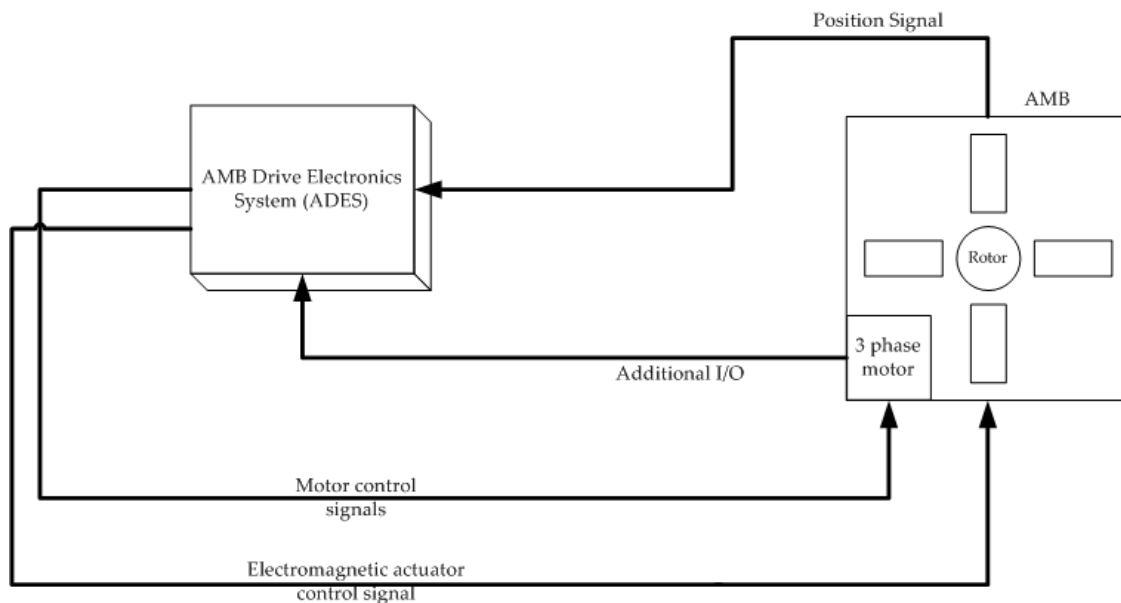 Position Signal
AMB
AMB Drive Electronics
System (ADES)
Rotor
3 phase
motor
Additional I/O
Motor control
signals
Electromagnetic actuator
control signal